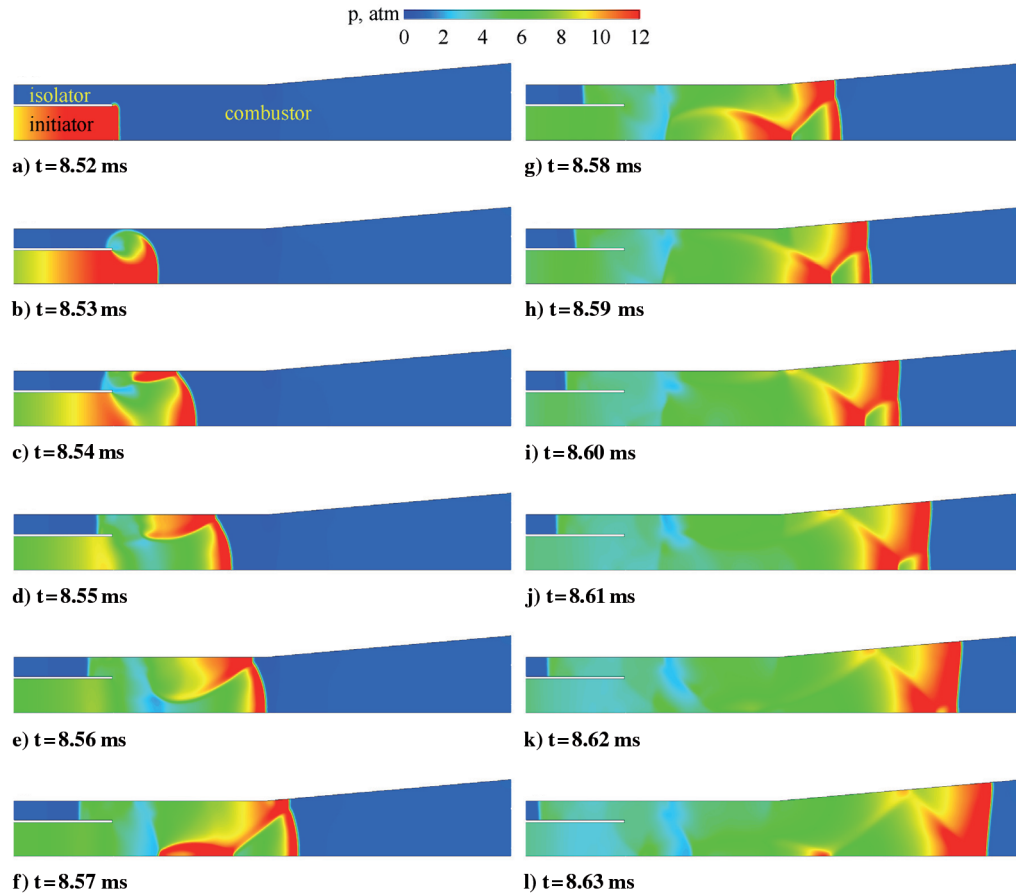 p, atm
0 2 4 6 8 10 12
isolator
initiator
combustor
a) t=8.52 ms
b) t=8.53 ms
c) t=8.54 ms
d) t=8.55 ms
e) t=8.56 ms
f) t=8.57 ms
g) t=8.58 ms
h) t=8.59 ms
i) t=8.60 ms
j) t=8.61 ms
k) t=8.62 ms
l) t=8.63 ms